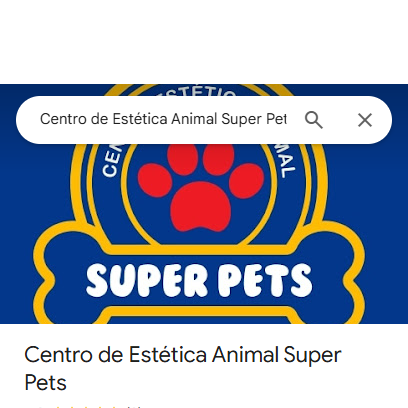 Centro de Estética Animal Super Pet
CENTRO DE ESTÉTICA ANIMAL
SUPER PETS
Centro de Estética Animal Super
Pets